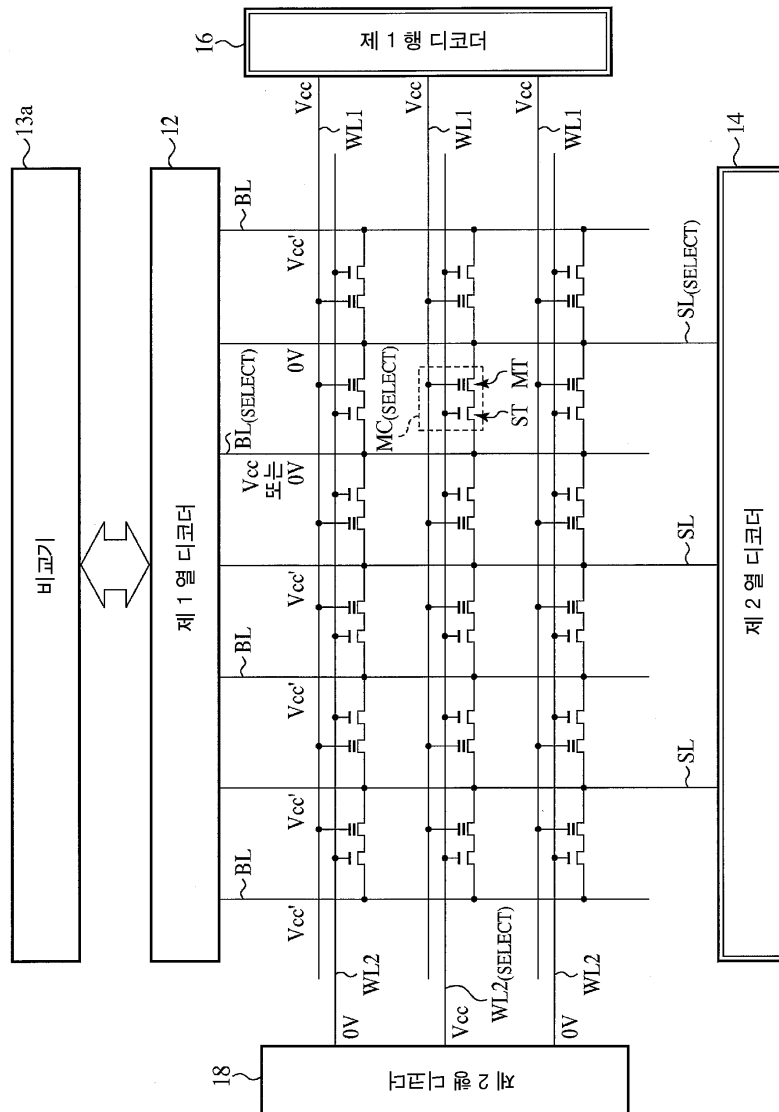 13a
비교기
12
제 1 열 디코더
16
제 1 행 디코더
Vcc
WL1
Vcc
WL1
Vcc
WL1
BL
Vcc'
0V
BL(SELECT)
Vcc
또는
0V
Vcc'
BL
Vcc'
Vcc'
BL
Vcc'
MC(SELECT)
ST
MT
SL(SELECT)
SL
SL
14
제 2 열 디코더
WL2
0V
WL2(SELECT)
Vcc
WL2
0V
18
제 2 행 디코더